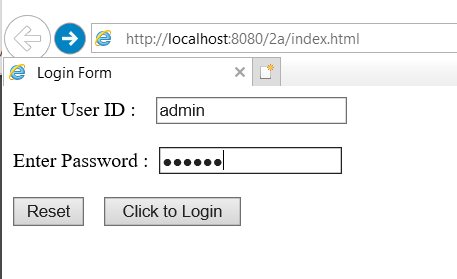 http://localhost:8080/2a/index.html
Login Form
Enter User ID : admin
Enter Password : ●●●●●●
Reset Click to Login